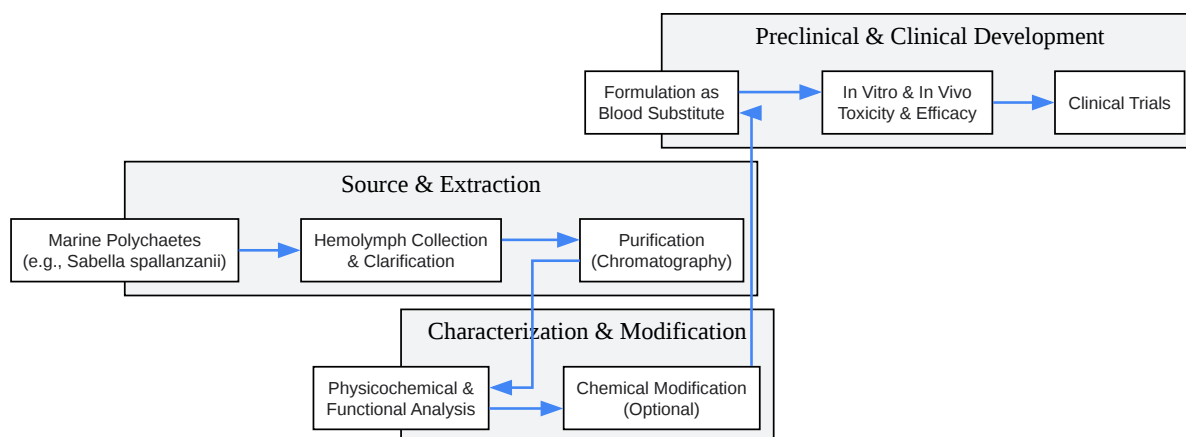 Preclinical & Clinical Development
Formulation as
Blood Substitute
In Vitro & In Vivo
Toxicity & Efficacy
Clinical Trials
Source & Extraction
Marine Polychaetes
(e.g., Sabella spallanzanii)
Hemolymph Collection
& Clarification
Purification
(Chromatography)
Characterization & Modification
Physicochemical &
Functional Analysis
Chemical Modification
(Optional)